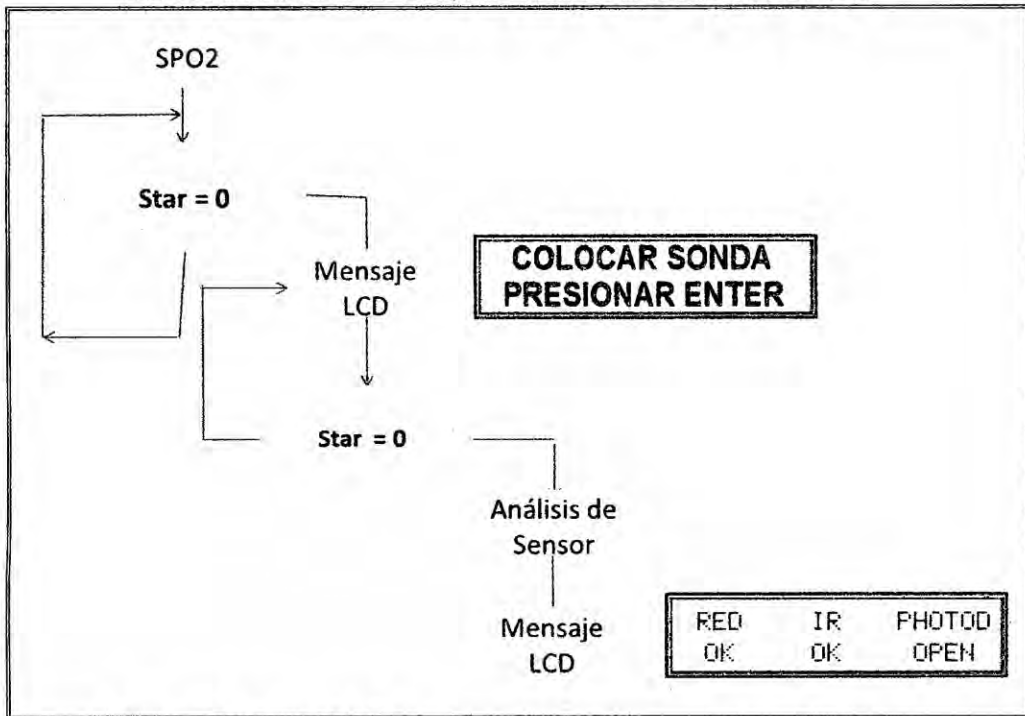 SPO2
Star = 0
Mensaje
LCD
COLOCAR SONDA
PRESIONAR ENTER
Star = 0
Análisis de
Sensor
Mensaje
LCD
RED IR PHOTOD
OK OK OPEN